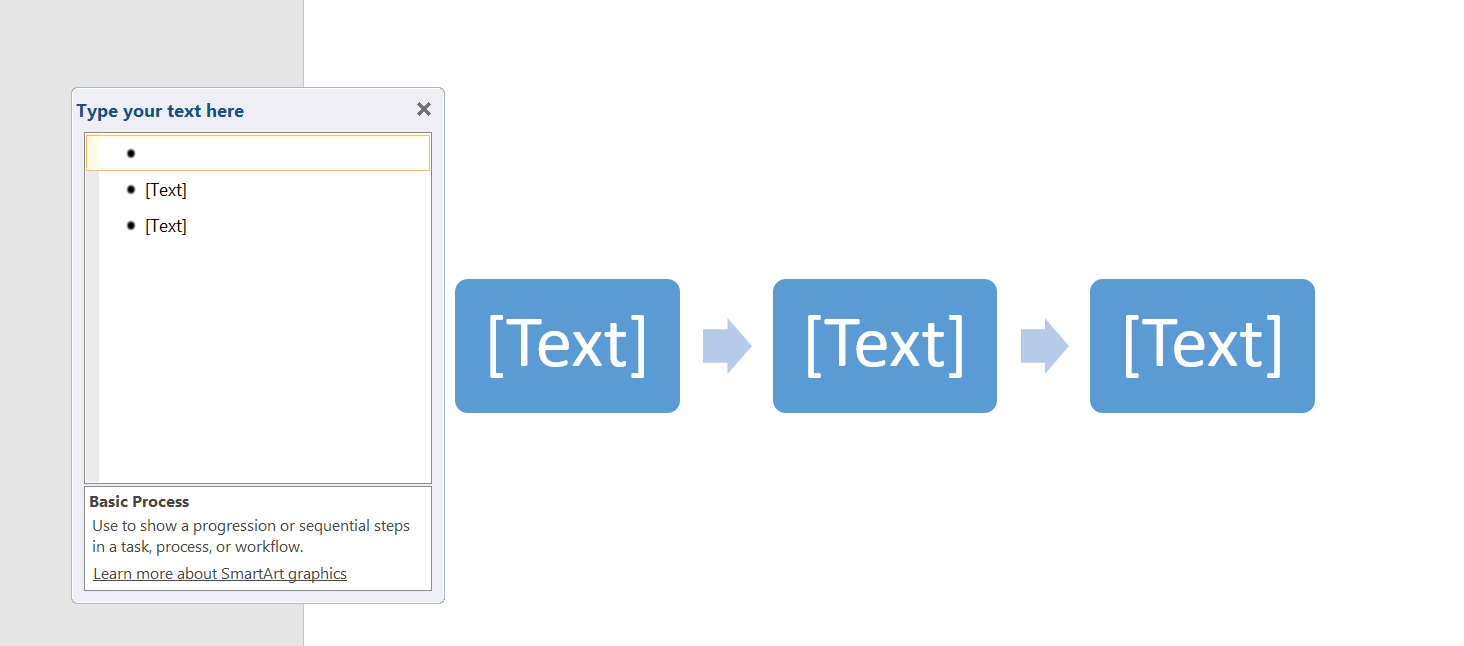 Type your text here
[Text]
[Text]
Basic Process
Use to show a progression or sequential steps
in a task, process, or workflow.
Learn more about SmartArt graphics
[Text]
[Text]
[Text]